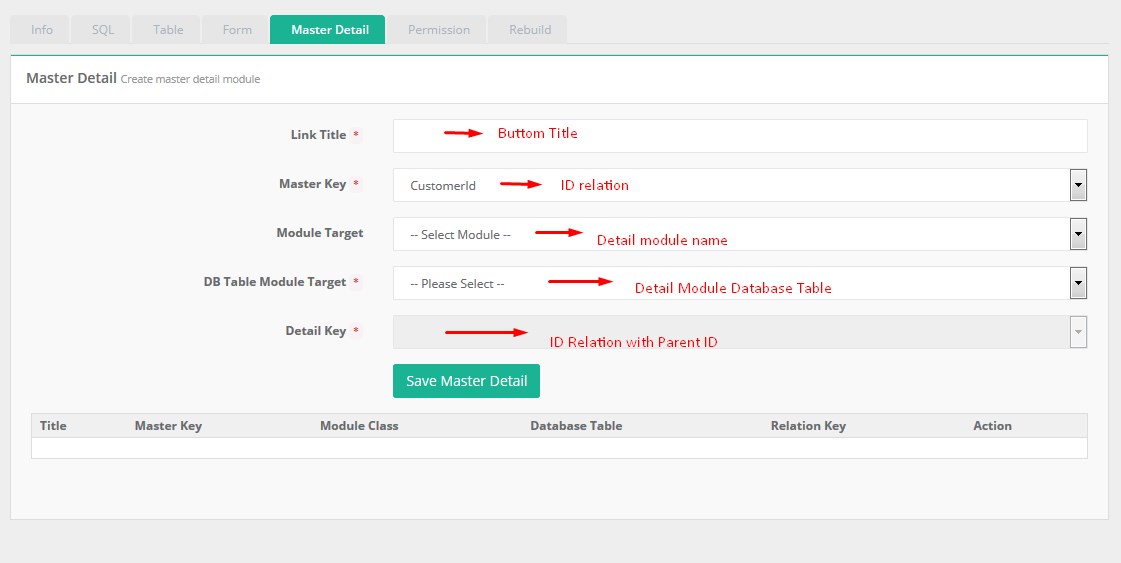 Info SQL Table Form Master Detail Permission Rebuild
Master Detail Create master detail module
Link Title * Buttom Title
Master Key * CustomerId ID relation
Module Target -- Select Module -- Detail module name
DB Table Module Target * -- Please Select -- Detail Module Database Table
Detail Key * ID Relation with Parent ID
Save Master Detail
Title Master Key Module Class Database Table Relation Key Action